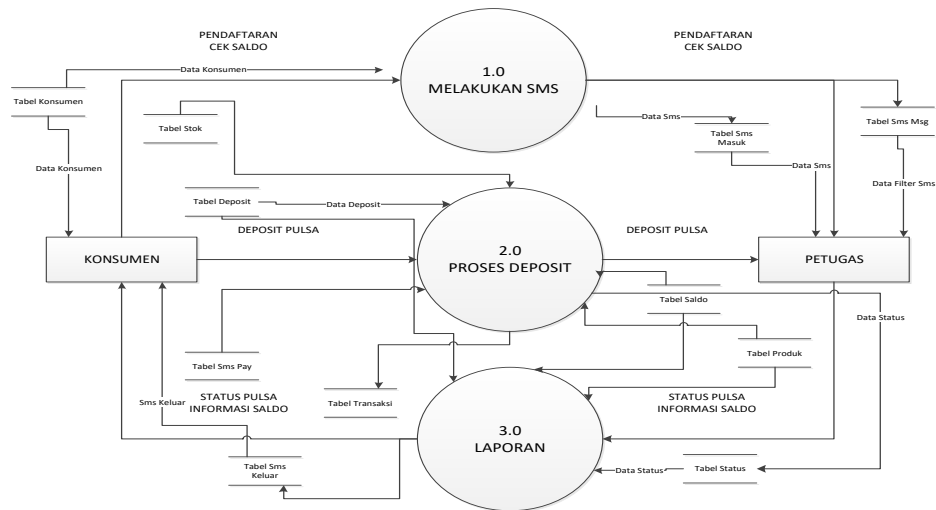 PENDAFTARAN
CEK SALDO
PENDAFTARAN
CEK SALDO
Data Konsumen
1.0
MELAKUKAN SMS
Tabel Konsumen
Tabel Stok
Data Sms
Tabel Sms
Masuk
Tabel Sms Msg
Data Konsumen
Data Sms
Data Filter Sms
Tabel Deposit
Data Deposit
DEPOSIT PULSA
DEPOSIT PULSA
KONSUMEN
2.0
PROSES DEPOSIT
PETUGAS
Tabel Saldo
Data Status
Tabel Sms Pay
Tabel Produk
Tabel Transaksi
Sms Keluar
STATUS PULSA
INFORMASI SALDO
STATUS PULSA
INFORMASI SALDO
3.0
LAPORAN
Tabel Sms
Keluar
Data Status
Tabel Status